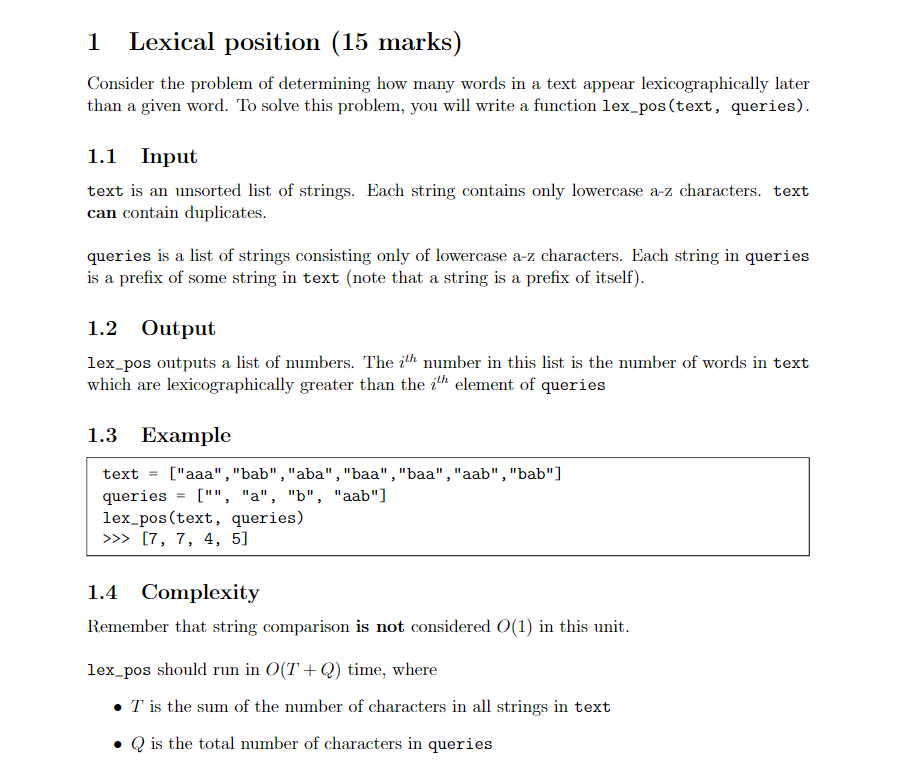 1 Lexical position (15 marks)
Consider the problem of determining how many words in a text appear lexicographically later
than a given word. To solve this problem, you will write a function lex_pos(text, queries).
1.1 Input
text is an unsorted list of strings. Each string contains only lowercase a-z characters. text
can contain duplicates.
queries is a list of strings consisting only of lowercase a-z characters. Each string in queries
is a prefix of some string in text (note that a string is a prefix of itself).
1.2 Output
lex_pos outputs a list of numbers. The ith number in this list is the number of words in text
which are lexicographically greater than the ith element of queries
1.3 Example
text = ["aaa","bab","aba","baa","baa","aab","bab"]
queries = ["", "a", "b", "aab"]
lex_pos(text, queries)
>>> [7, 7, 4, 5]
1.4 Complexity
Remember that string comparison is not considered O(1) in this unit.
lex_pos should run in O(T + Q) time, where
• T is the sum of the number of characters in all strings in text
• Q is the total number of characters in queries